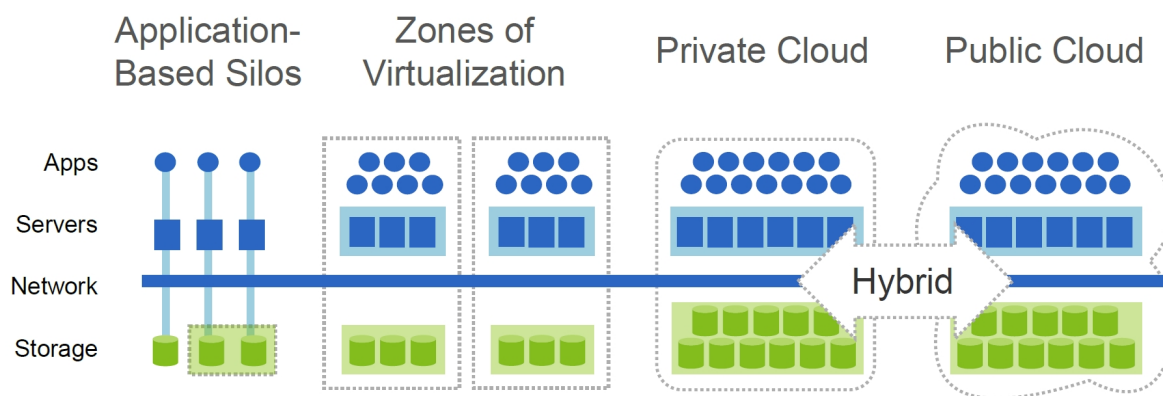 Application-
Based Silos
Zones of
Virtualization
Private Cloud
Public Cloud
Apps
Servers
Network
Hybrid
Storage